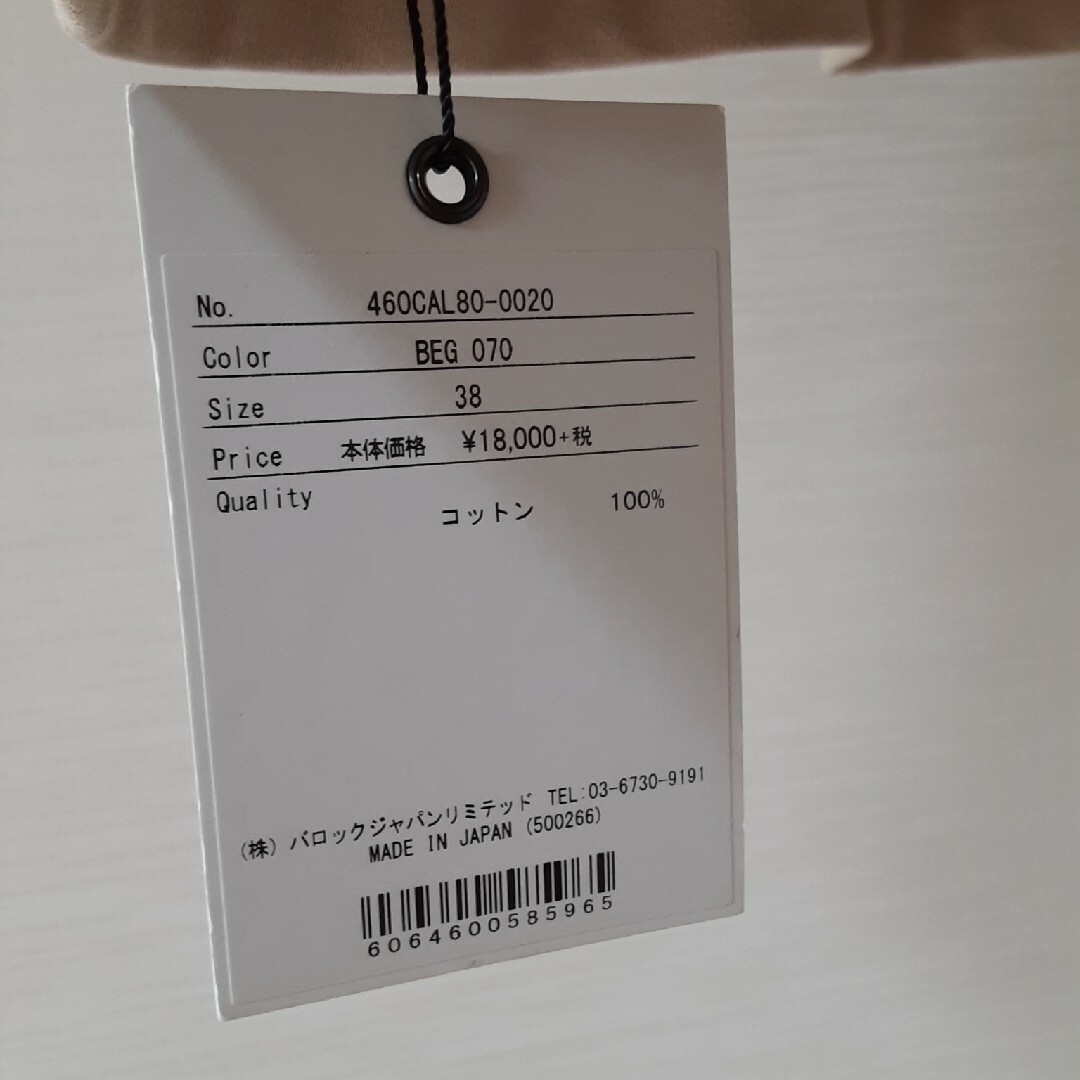 No. 460CAL80-0020
Color BEG 070
Size 38
Price 本体価格 ¥18,000+税
Quality
コットン 100%
(株) バロックジャパンリミテッド TEL:03-6730-9191
MADE IN JAPAN (500266)
6064600585965